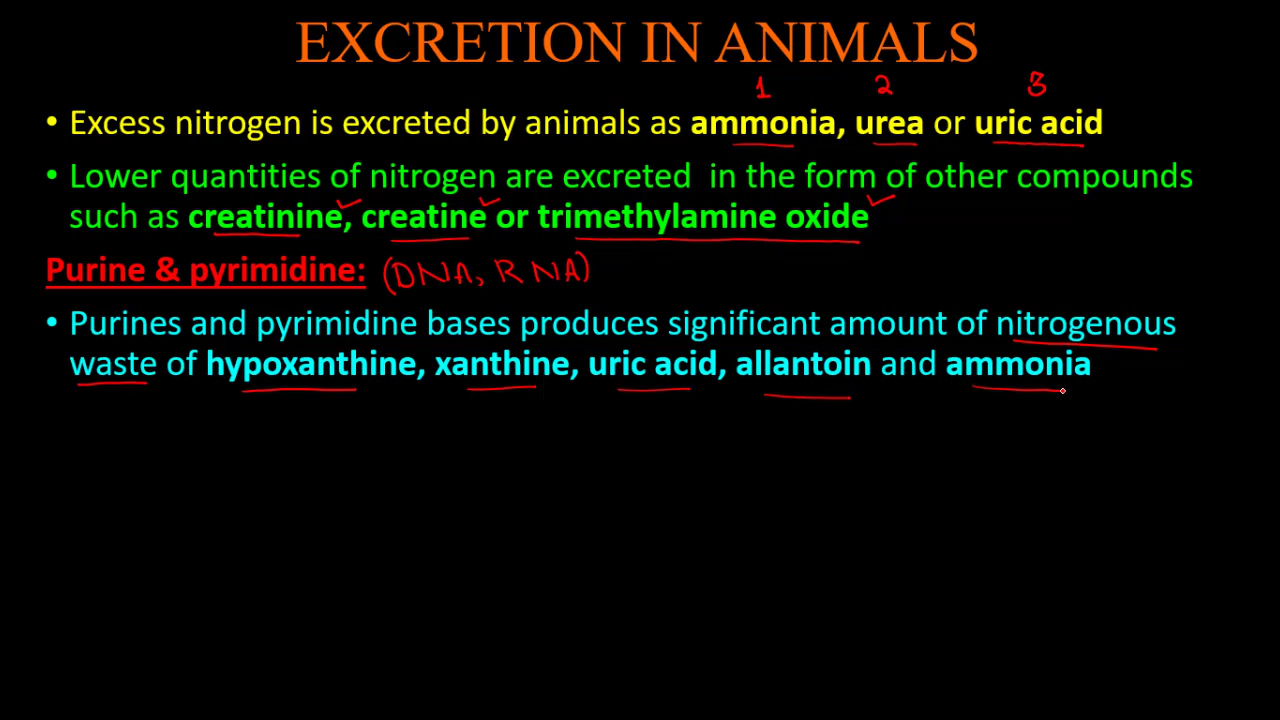 EXCRETION IN ANIMALS
1 2 3
• Excess nitrogen is excreted by animals as ammonia, urea or uric acid
• Lower quantities of nitrogen are excreted in the form of other compounds
such as creatinine, creatine or trimethylamine oxide
Purine & pyrimidine: (DNA, RNA)
• Purines and pyrimidine bases produces significant amount of nitrogenous
waste of hypoxanthine, xanthine, uric acid, allantoin and ammonia